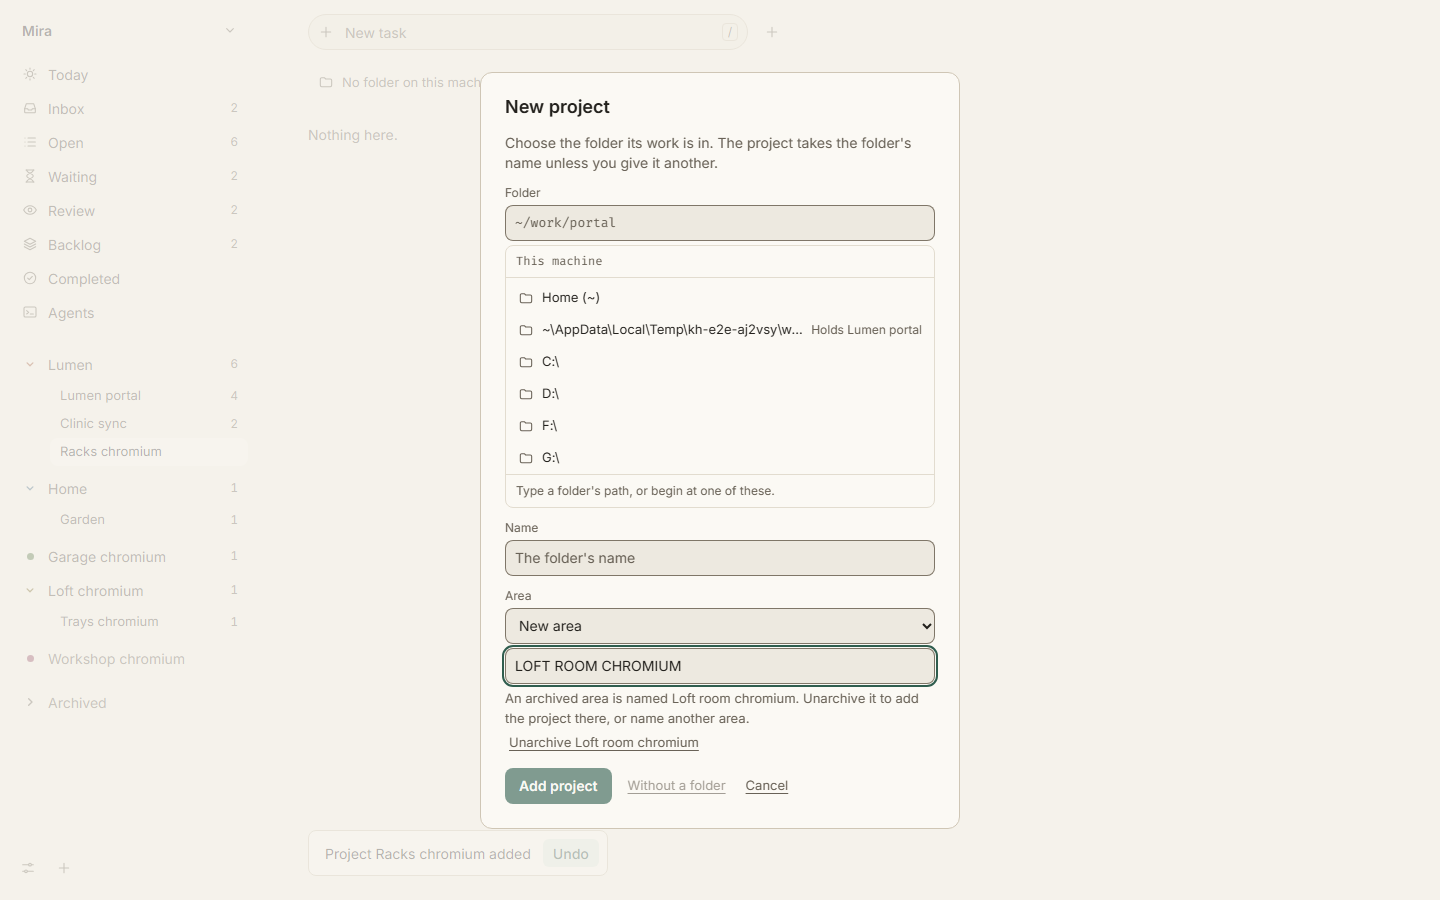 Mira
Today
Inbox 2
Open 6
Waiting 2
Review 2
Backlog 2
Completed
Agents
Lumen 6
Lumen portal 4
Clinic sync 2
Racks chromium
Home 1
Garden 1
Garage chromium 1
Loft chromium 1
Trays chromium 1
Workshop chromium
Archived
New task /
No folder on this mach
Nothing here.
New project
Choose the folder its work is in. The project takes the folder's
name unless you give it another.
Folder
~/work/portal
This machine
Home (~)
~\AppData\Local\Temp\kh-e2e-aj2vsy\w... Holds Lumen portal
C:\
D:\
F:\
G:\
Type a folder's path, or begin at one of these.
Name
The folder's name
Area
New area
LOFT ROOM CHROMIUM
An archived area is named Loft room chromium. Unarchive it to add
the project there, or name another area.
Unarchive Loft room chromium
Add project Without a folder Cancel
Project Racks chromium added Undo